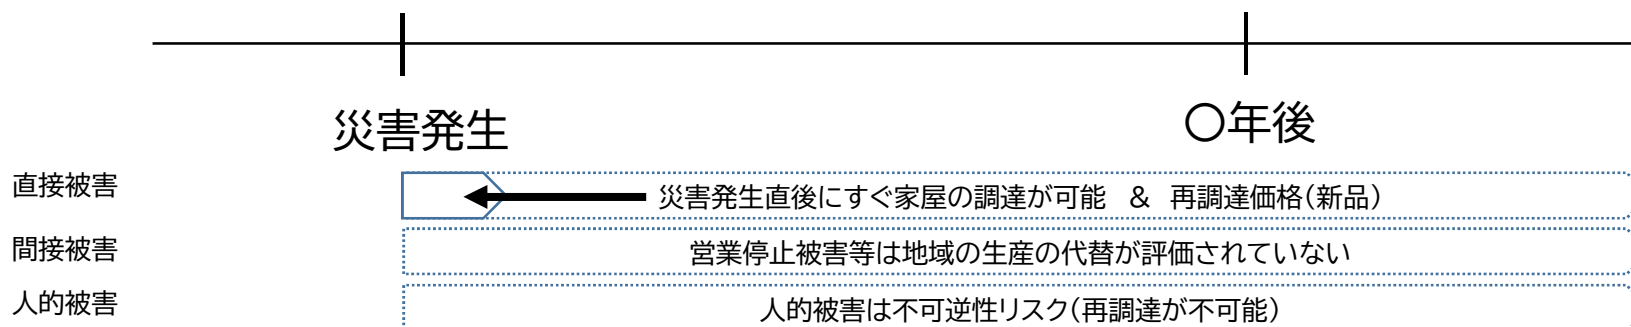 災害発生
〇年後
直接被害
災害発生直後にすぐ家屋の調達が可能 & 再調達価格(新品)
間接被害
営業停止被害等は地域の生産の代替が評価されていない
人的被害
人的被害は不可逆性リスク(再調達が不可能)